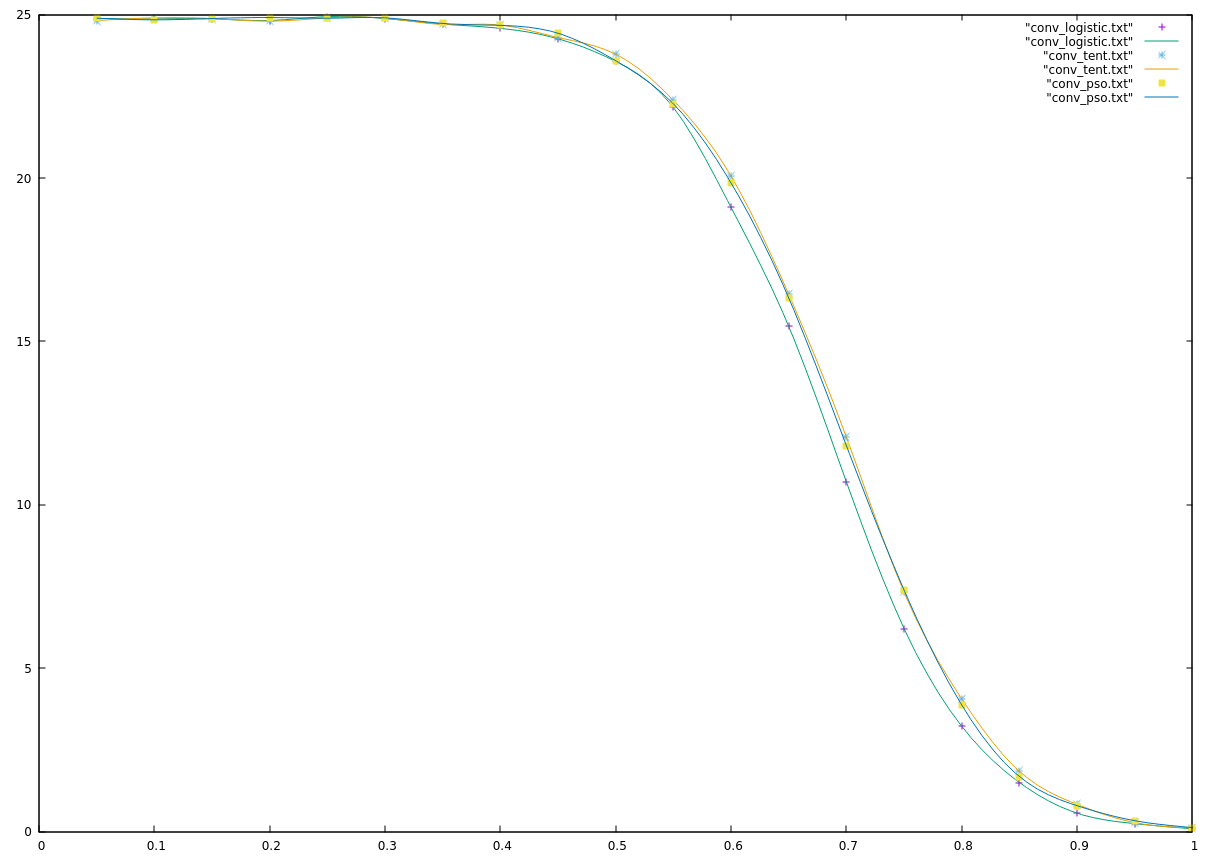 25
20
15
10
5
0
0 0.1 0.2 0.3 0.4 0.5 0.6 0.7 0.8 0.9 1
"conv_logistic.txt"
"conv_logistic.txt"
"conv_tent.txt"
"conv_tent.txt"
"conv_pso.txt"
"conv_pso.txt"